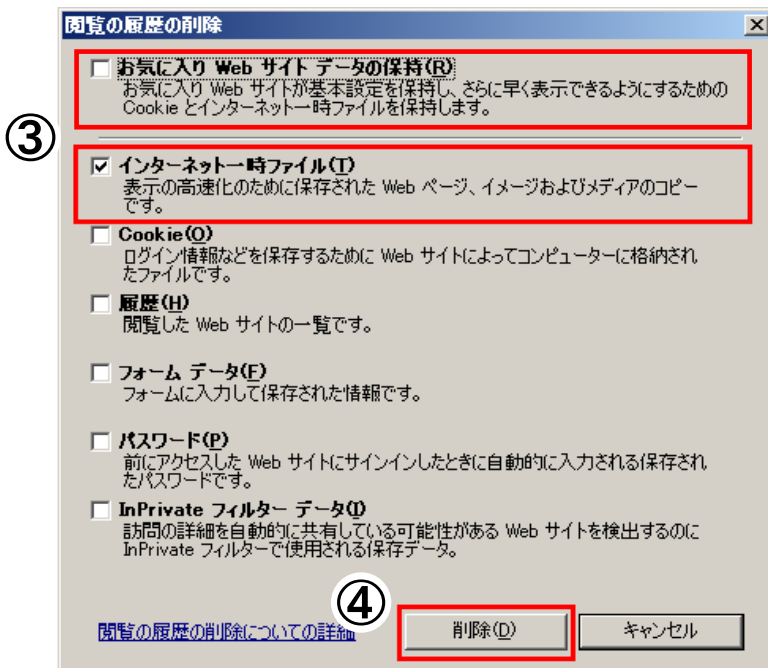 閲覧の履歴の削除
お気に入り Web サイト データの保持(R)
お気に入り Web サイトが基本設定を保持し、さらに早く表示できるようにするための
Cookie とインターネット一時ファイルを保持します。
③
インターネット一時ファイル(T)
表示の高速化のために保存された Web ページ、イメージおよびメディアのコピー
です。
Cookie(O)
ログイン情報などを保存するために Web サイトによってコンピューターに格納され
たファイルです。
履歴(H)
閲覧した Web サイトの一覧です。
フォーム データ(F)
フォームに入力して保存された情報です。
パスワード(P)
前にアクセスした Web サイトにサインインしたときに自動的に入力される保存され
たパスワードです。
InPrivate フィルター データ(I)
訪問の詳細を自動的に共有している可能性がある Web サイトを検出するのに
InPrivate フィルターで使用される保存データ。
④
閲覧の履歴の削除についての詳細
削除(D)
キャンセル